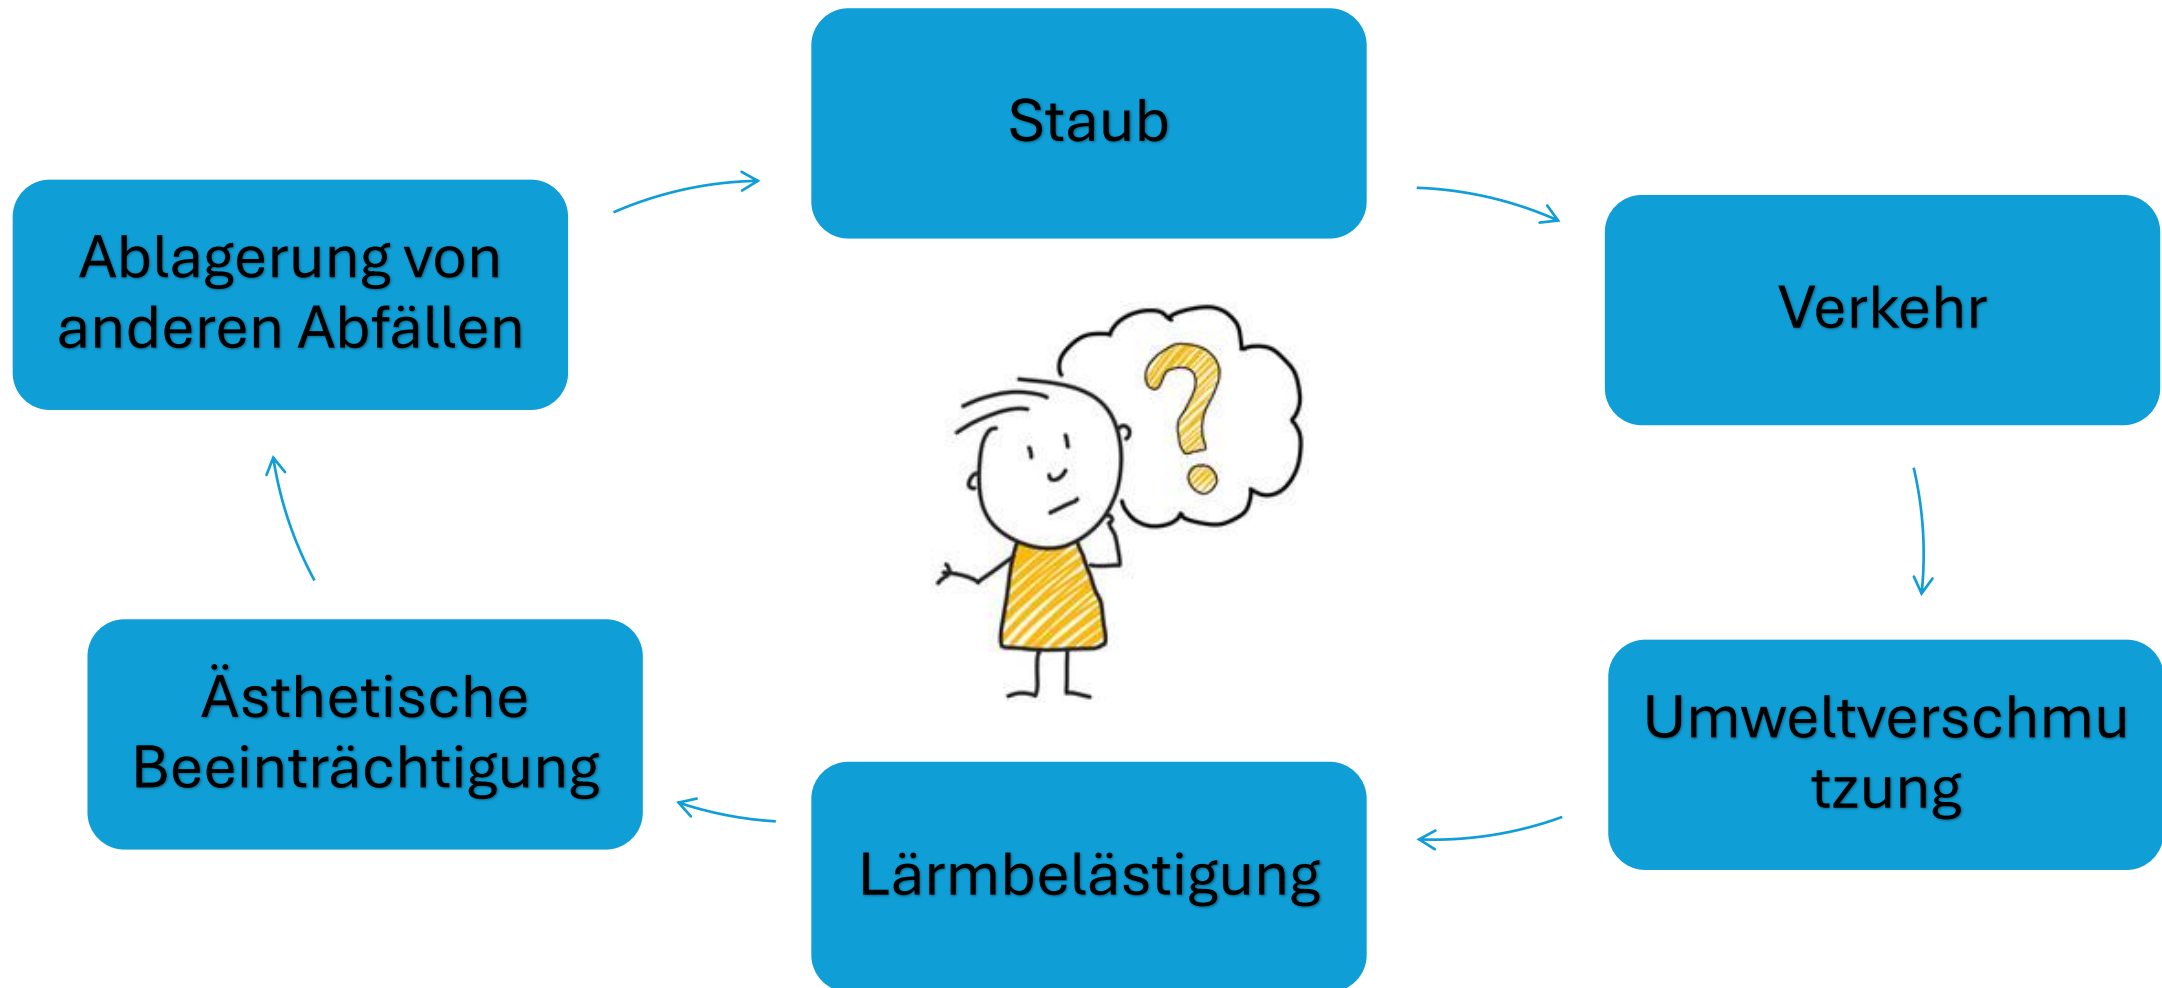 Staub
Verkehr
Umweltverschmu
tzung
Lärmbelästigung
Ästhetische
Beeinträchtigung
Ablagerung von
anderen Abfällen
?